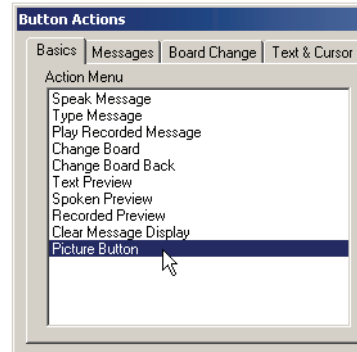 Button Actions
Basics Messages Board Change Text & Cursor
Action Menu
Speak Message
Type Message
Play Recorded Message
Change Board
Change Board Back
Text Preview
Spoken Preview
Recorded Preview
Clear Message Display
Picture Button